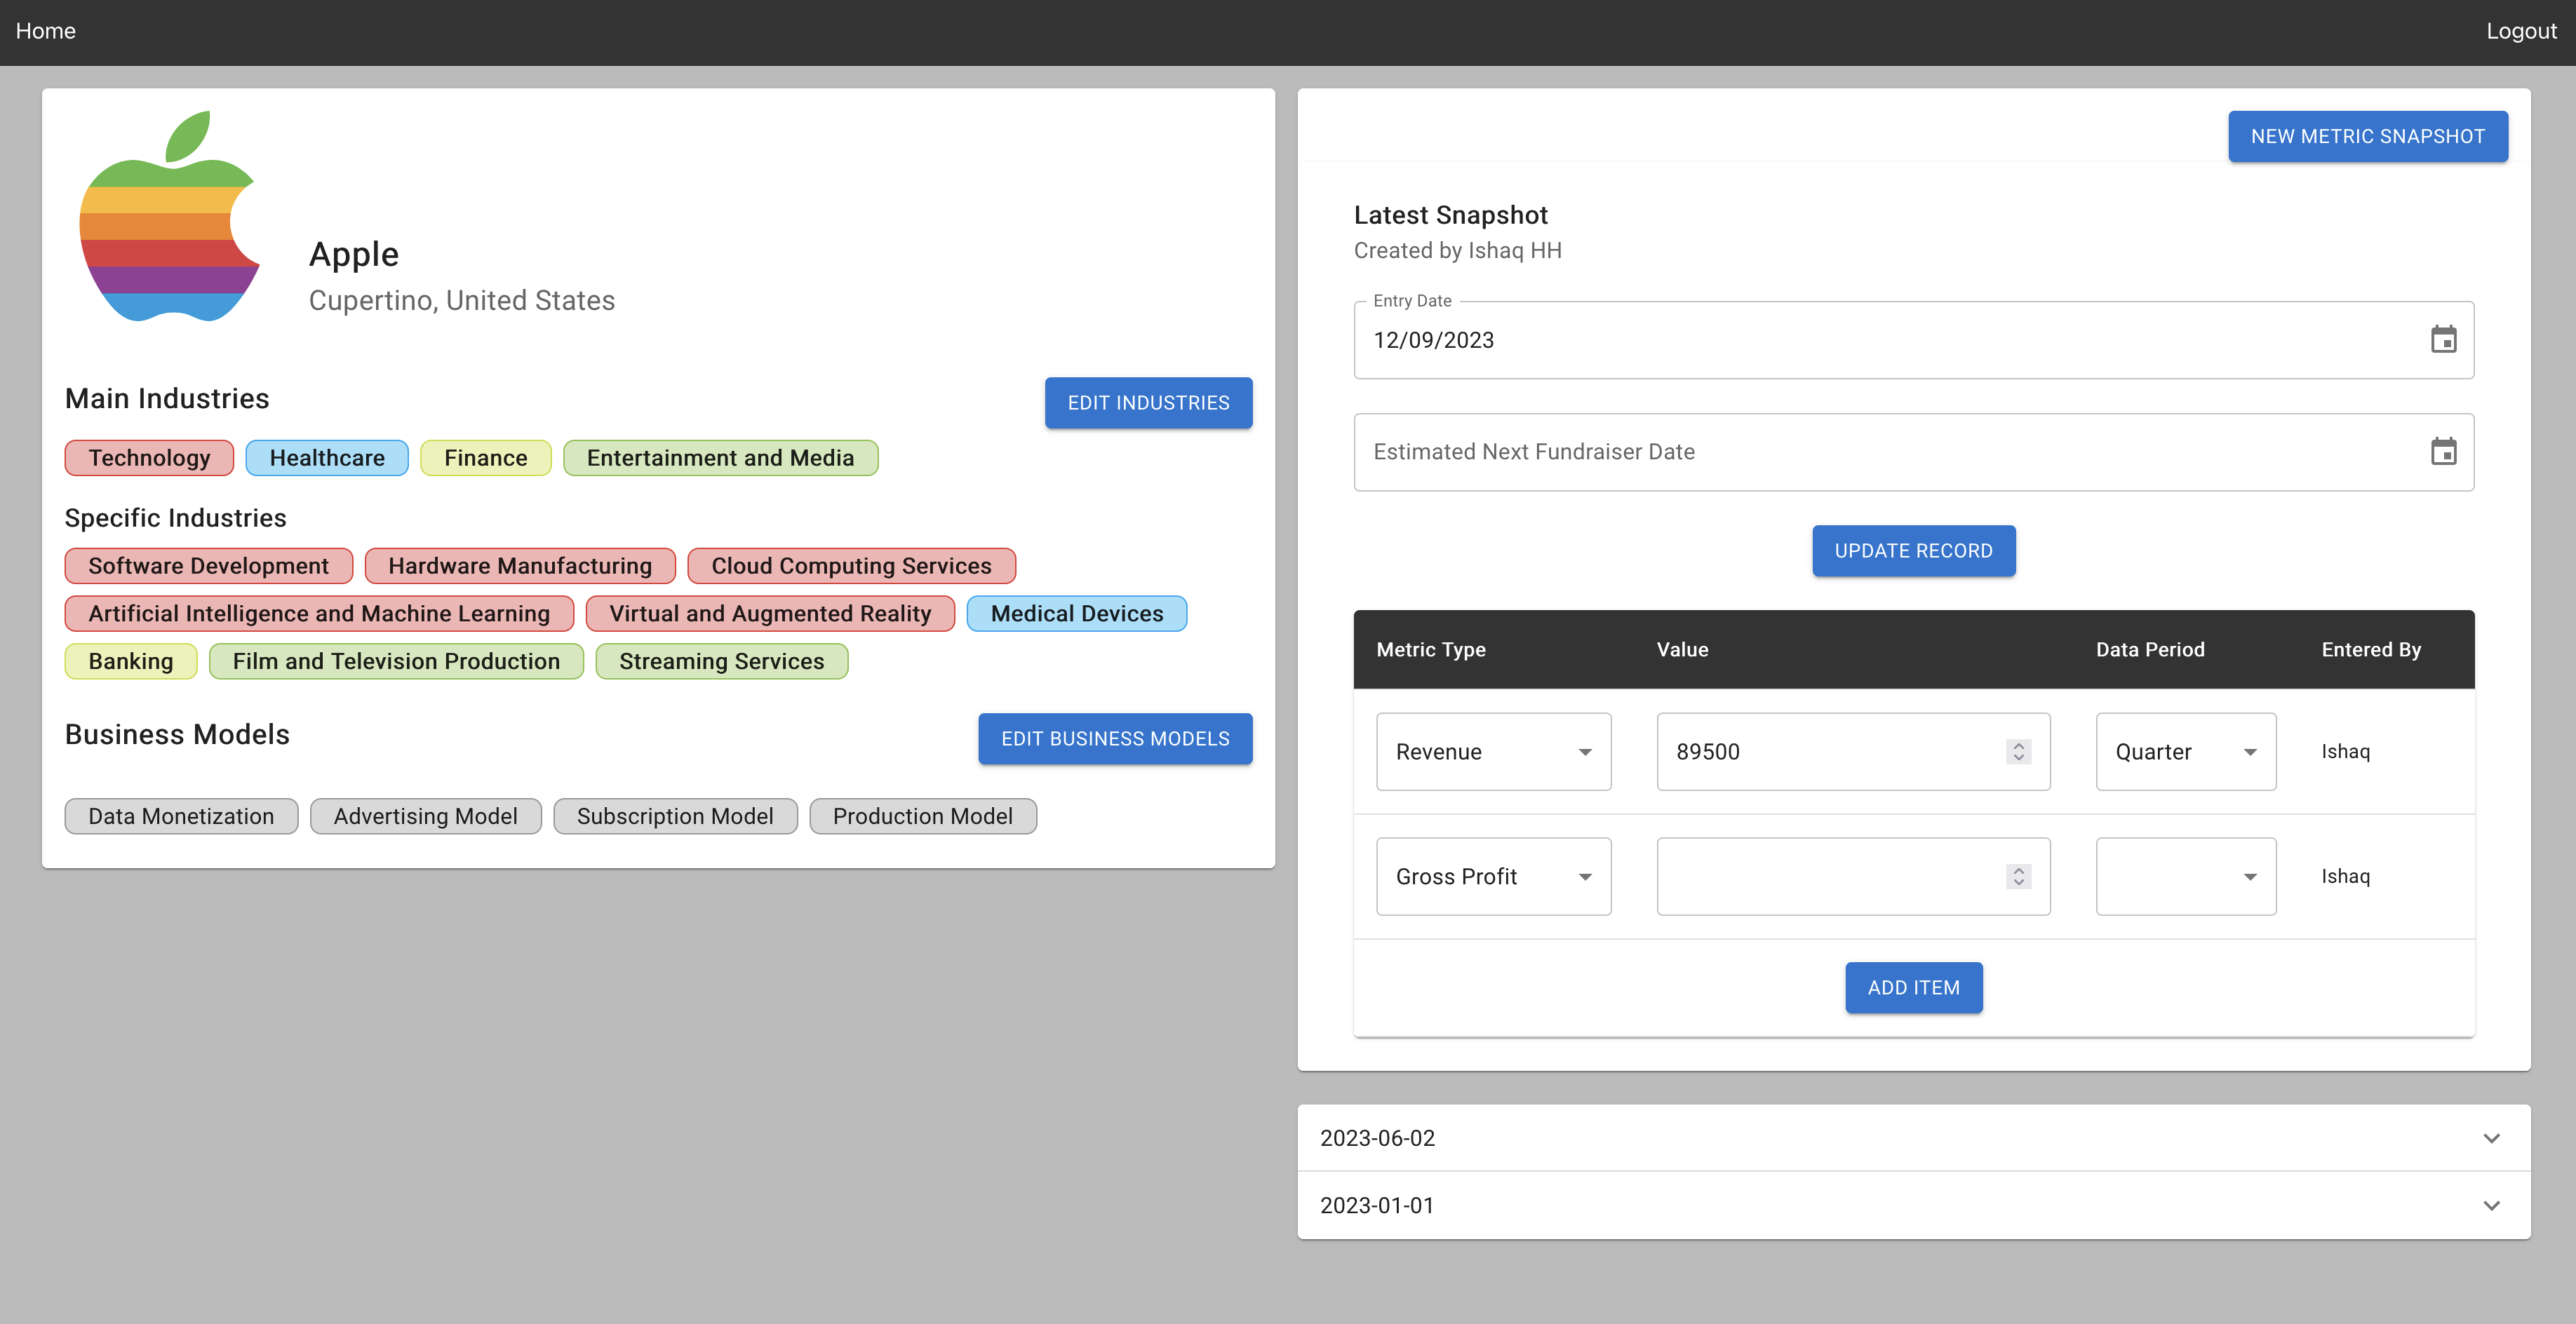 Home
Logout
Apple
Cupertino, United States
Main Industries
EDIT INDUSTRIES
Technology Healthcare Finance Entertainment and Media
Specific Industries
Software Development Hardware Manufacturing Cloud Computing Services
Artificial Intelligence and Machine Learning Virtual and Augmented Reality Medical Devices
Banking Film and Television Production Streaming Services
Business Models
EDIT BUSINESS MODELS
Data Monetization Advertising Model Subscription Model Production Model
NEW METRIC SNAPSHOT
Latest Snapshot
Created by Ishaq HH
Entry Date
12/09/2023
Estimated Next Fundraiser Date
UPDATE RECORD
Metric Type Value Data Period Entered By
Revenue 89500 Quarter Ishaq
Gross Profit Ishaq
ADD ITEM
2023-06-02
2023-01-01